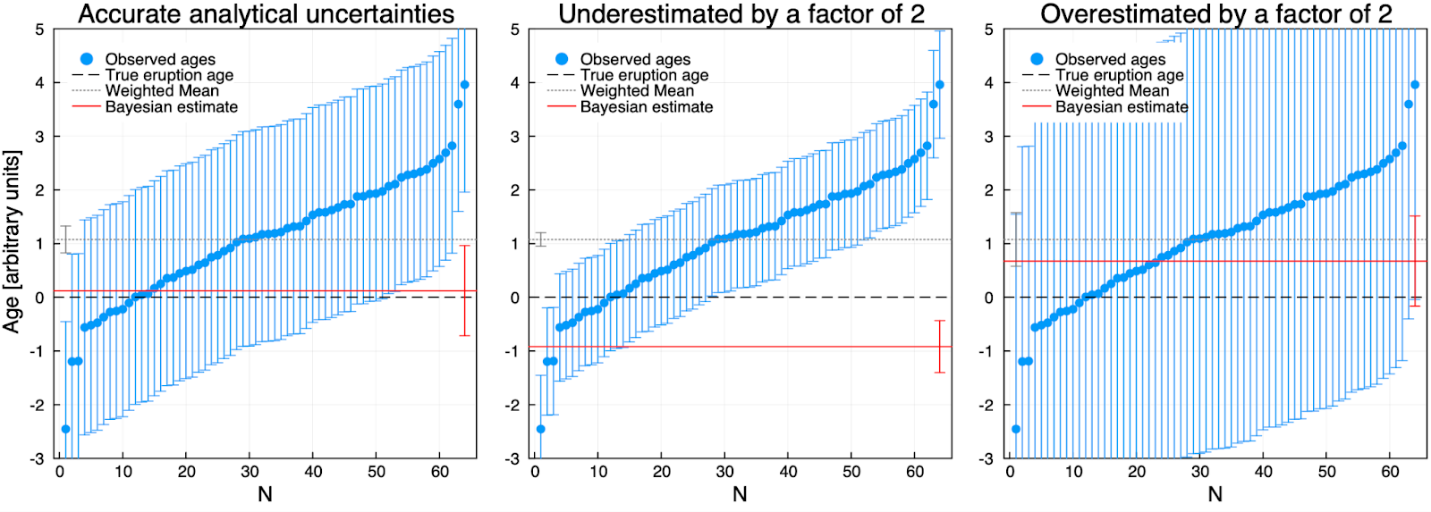 Accurate analytical uncertainties
Underestimated by a factor of 2
Overestimated by a factor of 2
Age [arbitrary units]
5
4
3
2
1
0
-1
-2
-3
Observed ages
True eruption age
Weighted Mean
Bayesian estimate
0
10
20
30
40
50
60
N
5
4
3
2
1
0
-1
-2
-3
Observed ages
True eruption age
Weighted Mean
Bayesian estimate
0
10
20
30
40
50
60
N
5
4
3
2
1
0
-1
-2
-3
Observed ages
True eruption age
Weighted Mean
Bayesian estimate
0
10
20
30
40
50
60
N